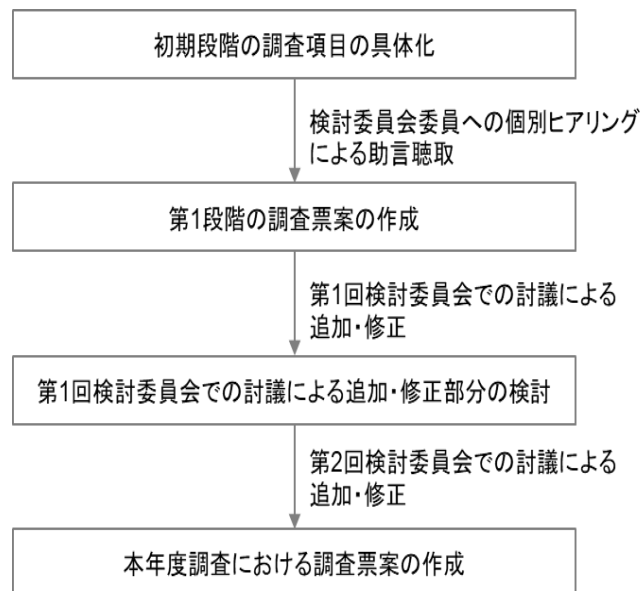 初期段階の調査項目の具体化
検討委員会委員への個別ヒアリング
による助言聴取
第1段階の調査票案の作成
第1回検討委員会での討議による
追加・修正
第1回検討委員会での討議による追加・修正部分の検討
第2回検討委員会での討議による
追加・修正
本年度調査における調査票案の作成